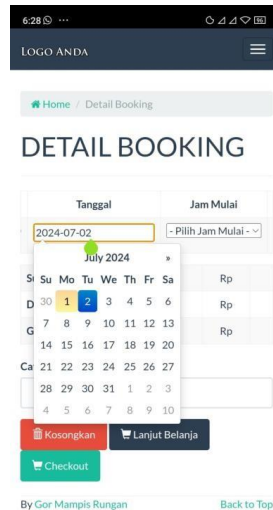 6:28 ···
66
LOGO ANDA
Home / Detail Booking
DETAIL BOOKING
Tanggal Jam Mulai
2024-07-02 - Pilih Jam Mulai -
July 2024 »
Su Mo Tu We Th Fr Sa
30 1 2 3 4 5 6
7 8 9 10 11 12 13
14 15 16 17 18 19 20
21 22 23 24 25 26 27
28 29 30 31 1 2 3
4 5 6 7 8 9 10
S Rp
D Rp
G
Ca
Kosongkan Lanjut Belanja
Checkout
By Gor Mampis Rungan Back to Top